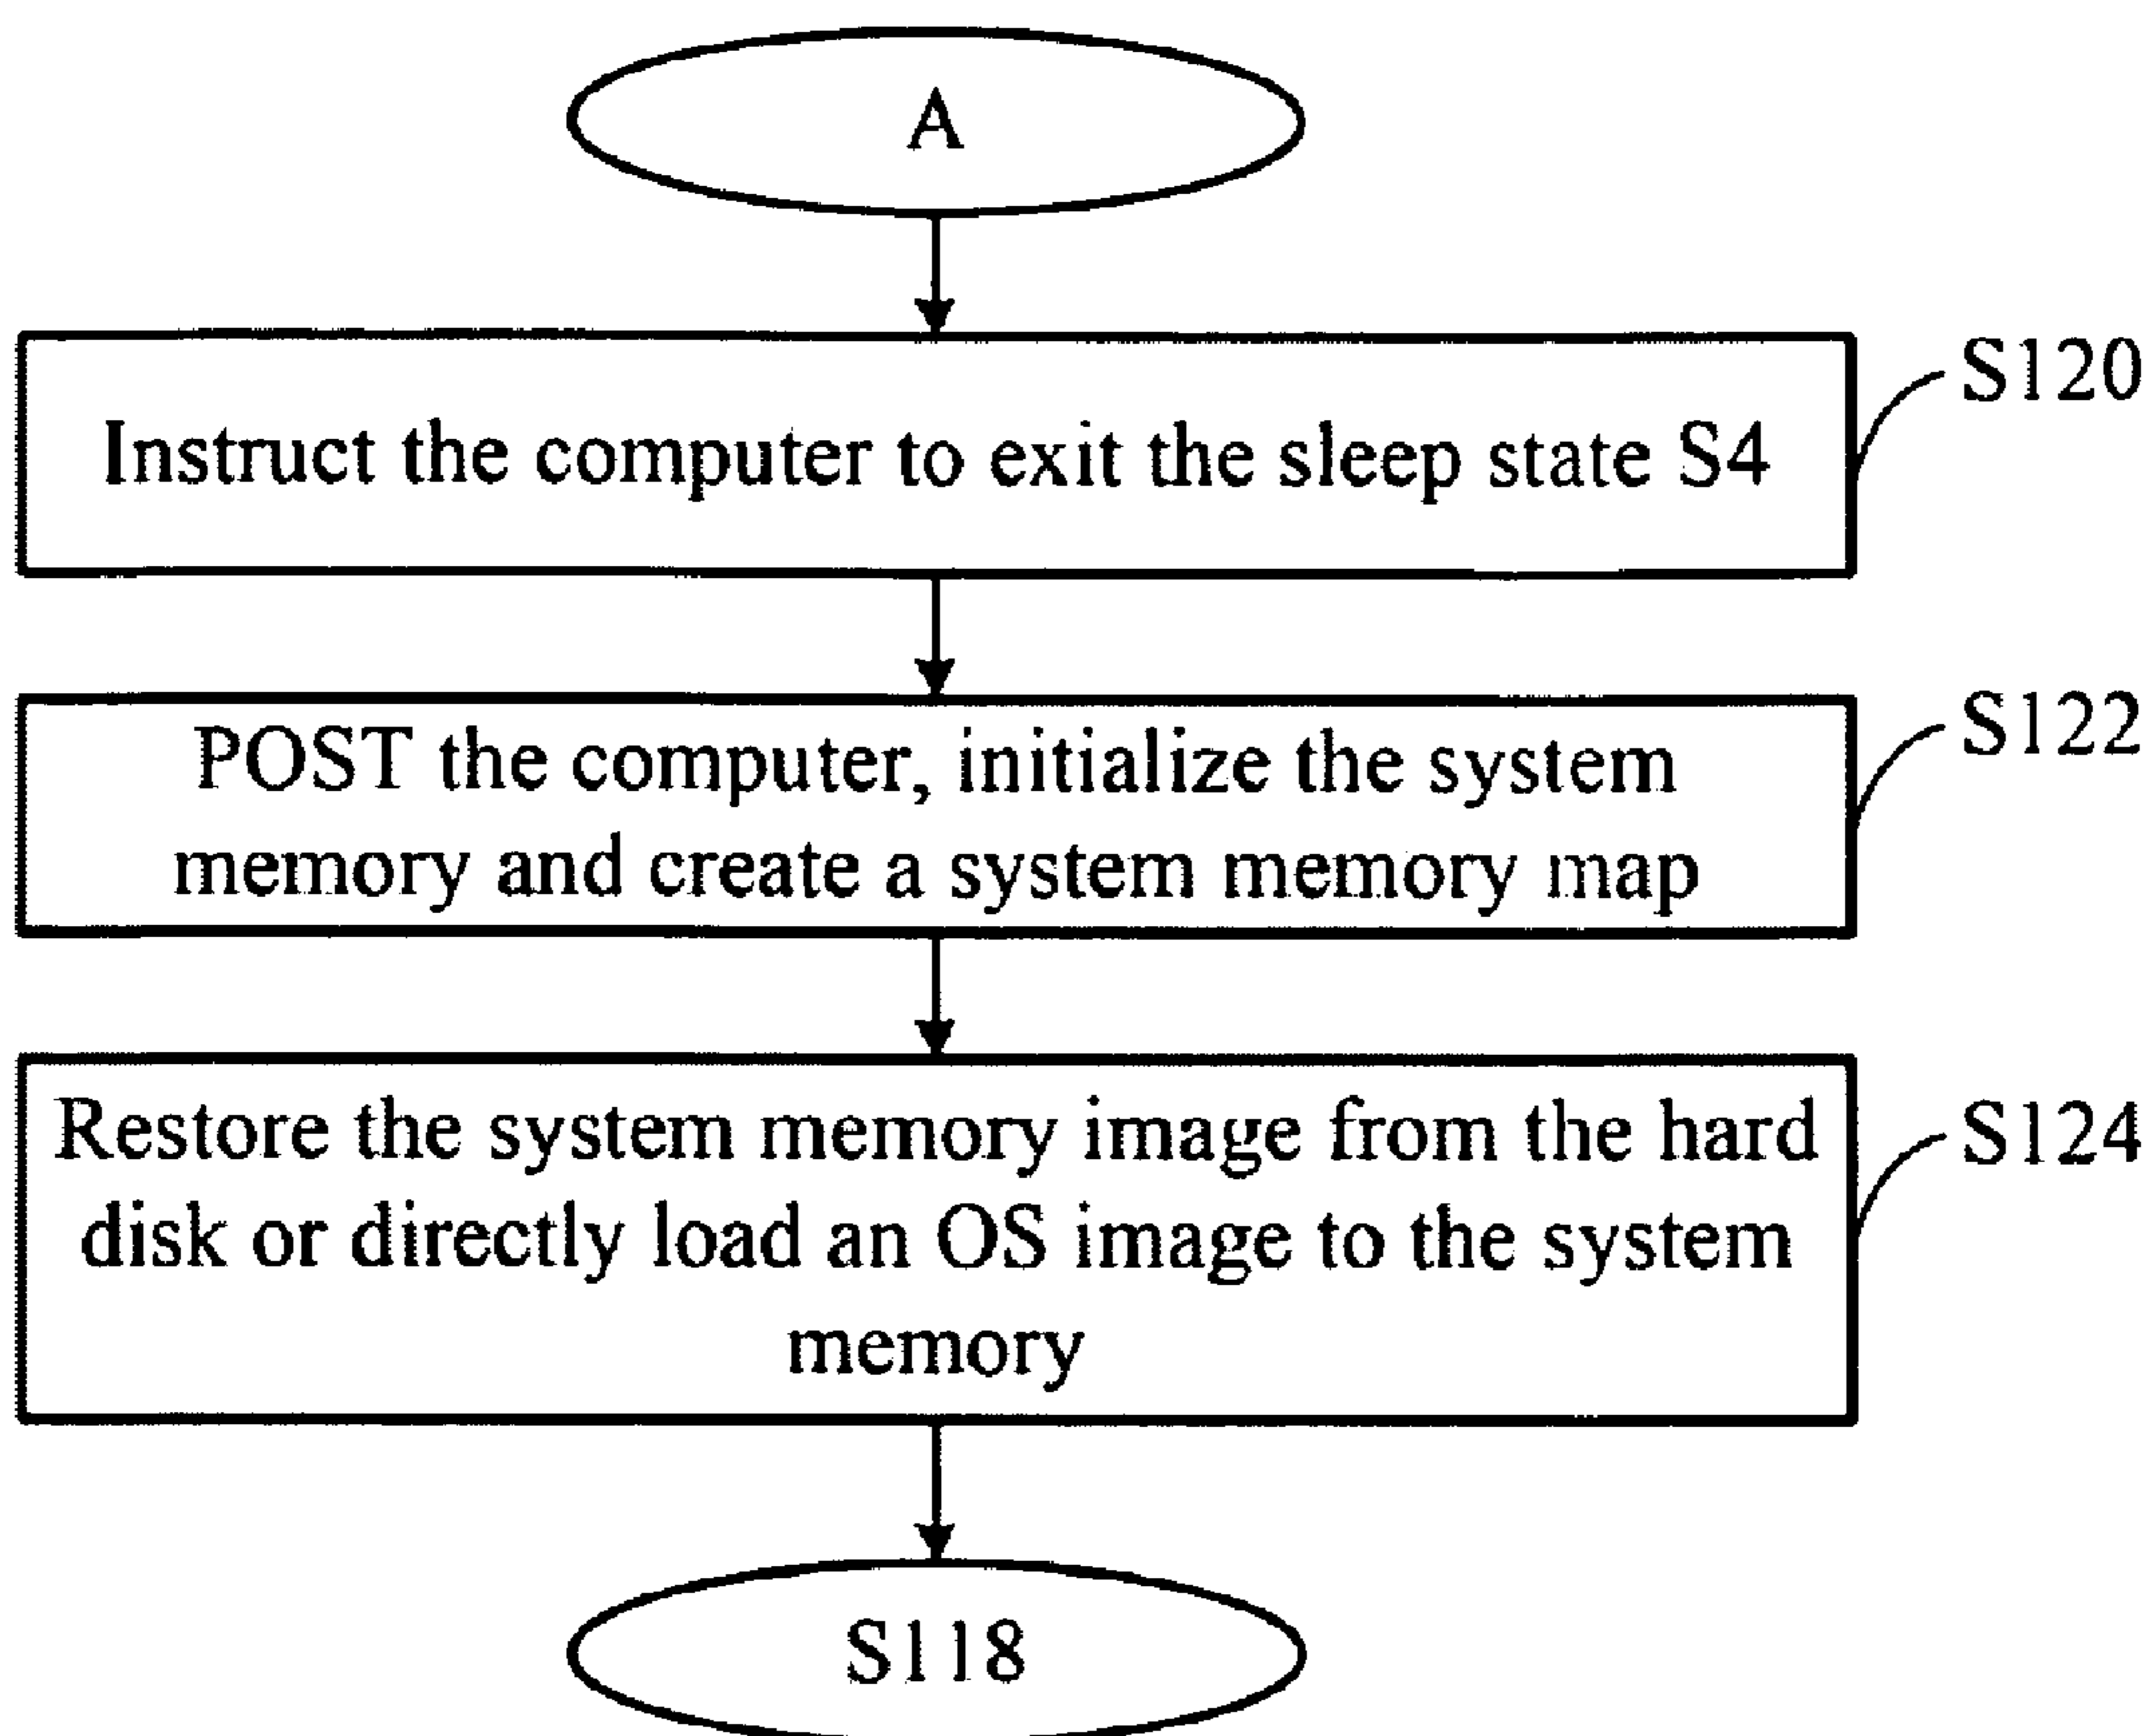 A
Instruct the computer to exit the sleep state S4
S120
POST the computer, initialize the system
memory and create a system memory map
S122
Restore the system memory image from the hard
disk or directly load an OS image to the system
memory
S124
S118